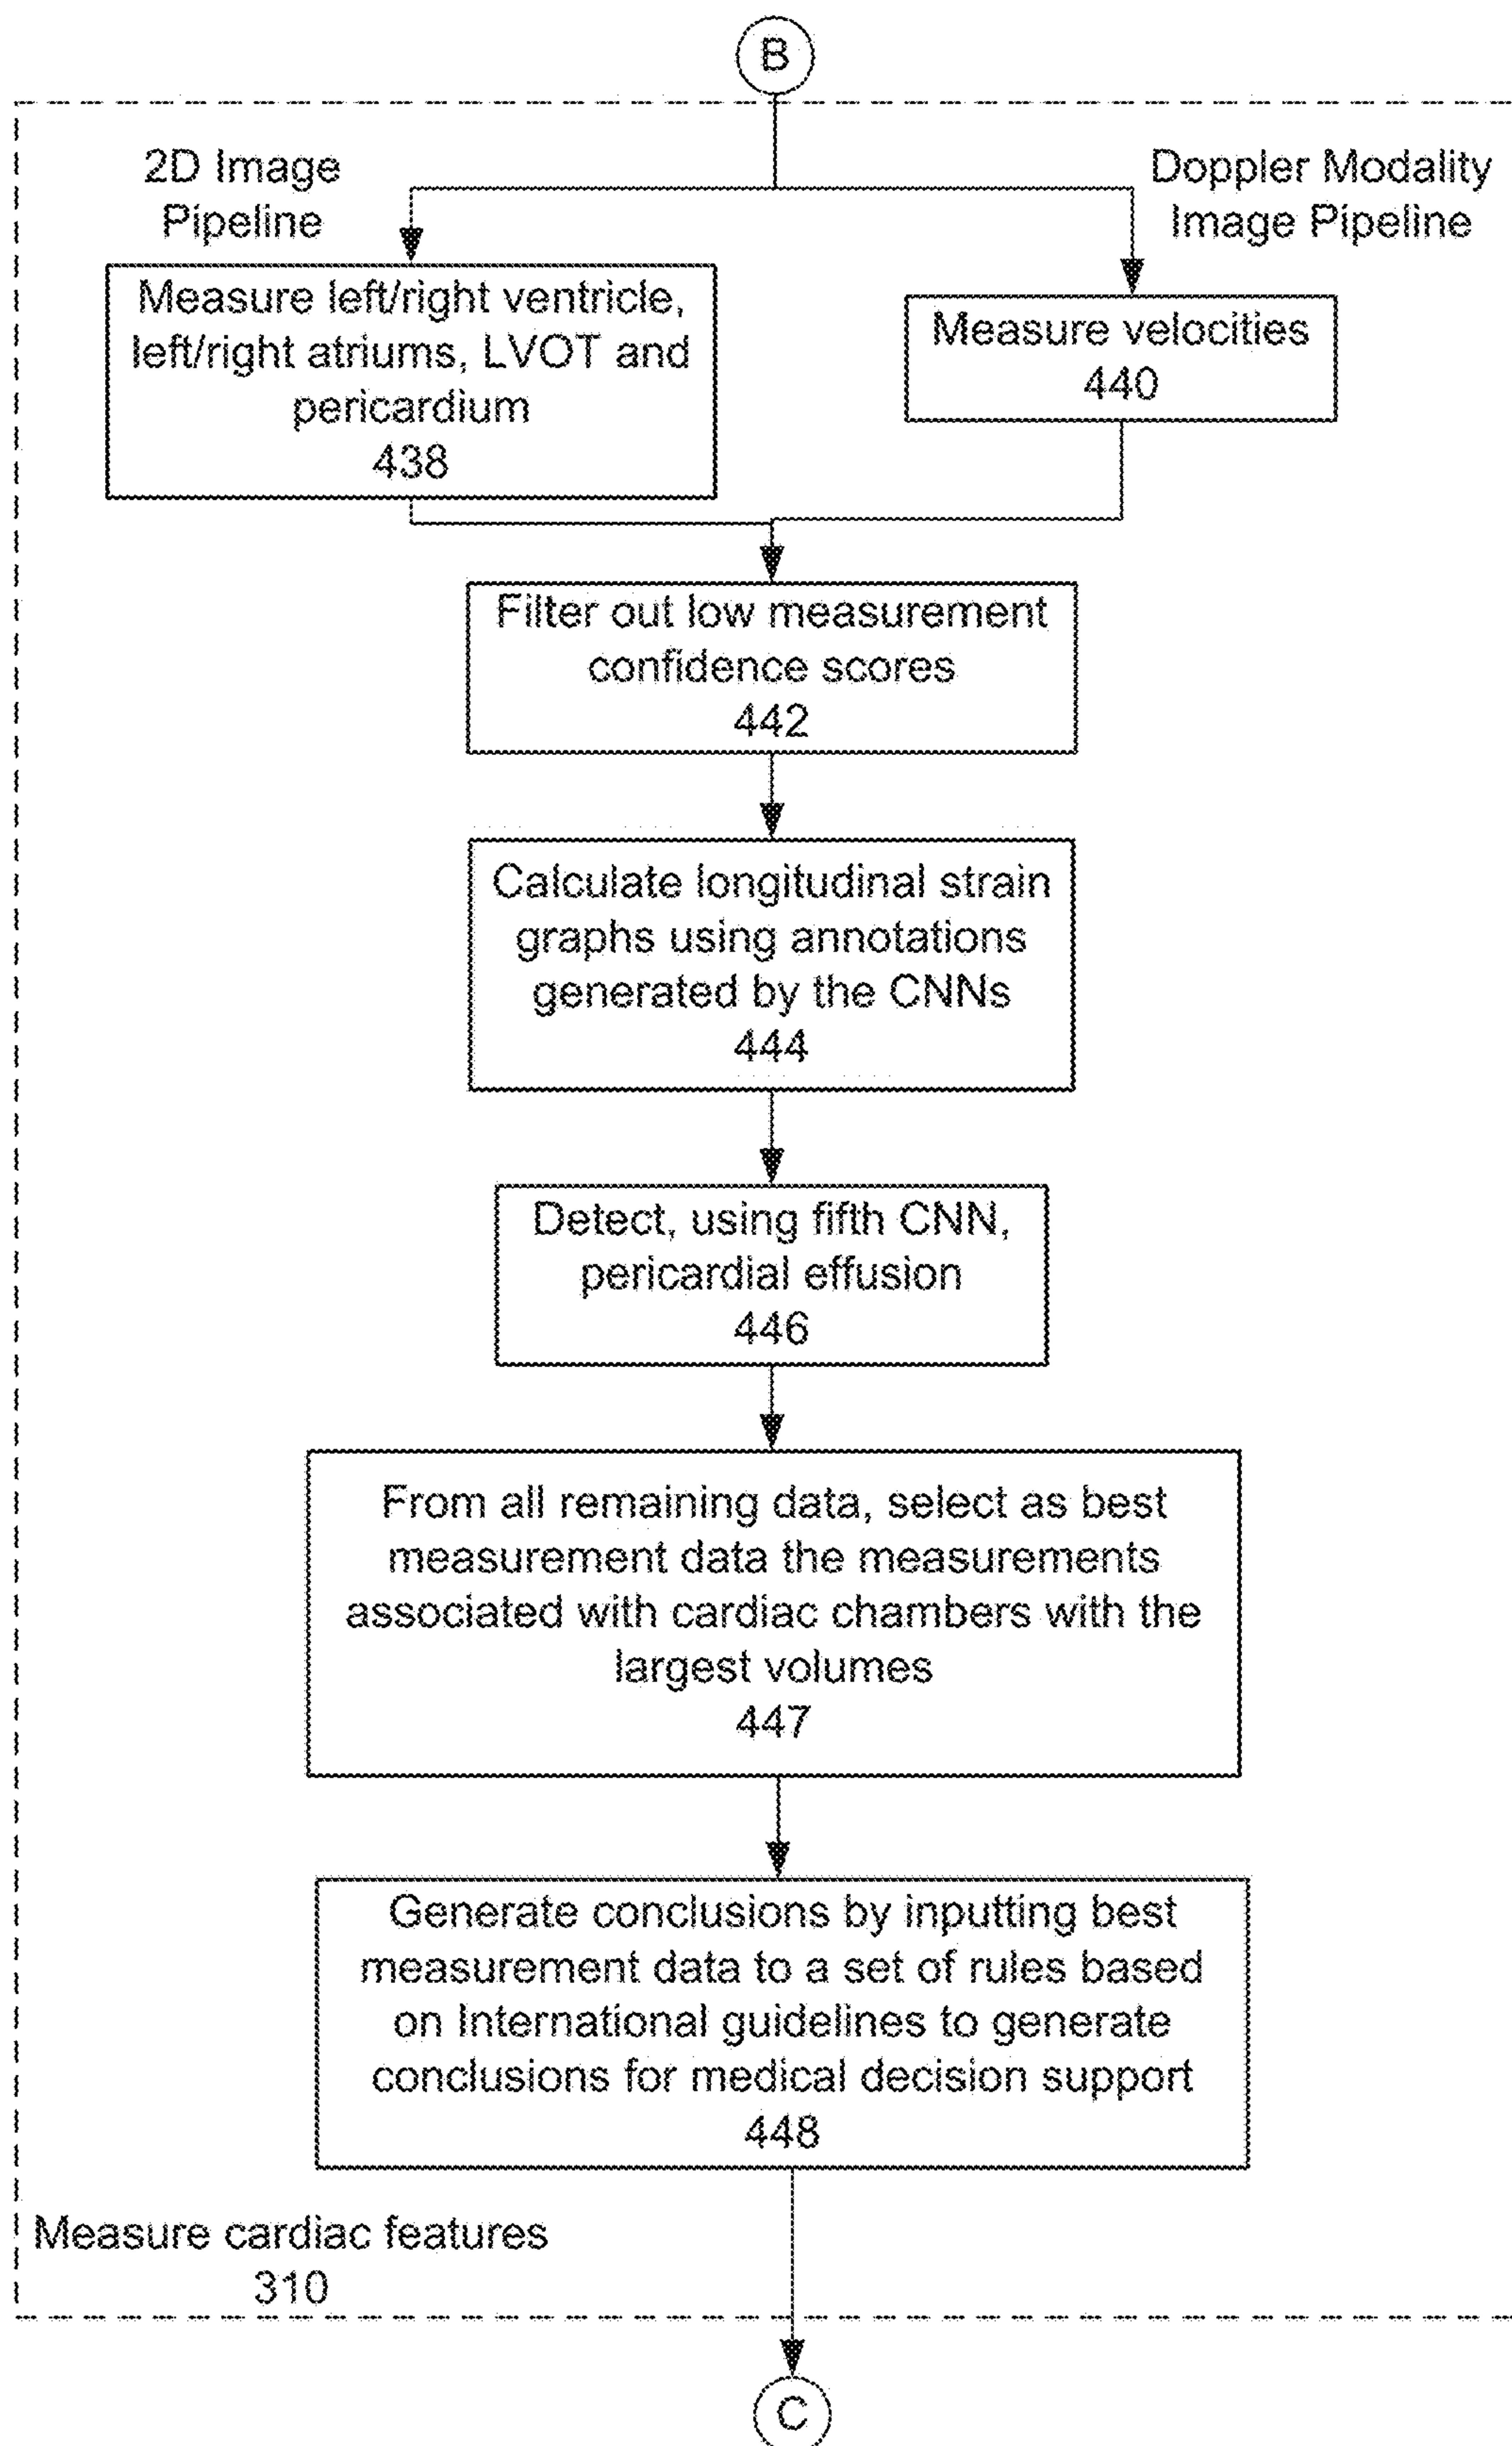 B
2D Image
Pipeline
Doppler Modality
Image Pipeline
Measure left/right ventricle,
left/right atriums, LVOT and
pericardium
438
Measure velocities
440
Filter out low measurement
confidence scores
442
Calculate longitudinal strain
graphs using annotations
generated by the CNNs
444
Detect, using fifth CNN,
pericardial effusion
446
From all remaining data, select as best
measurement data the measurements
associated with cardiac chambers with the
largest volumes
447
Generate conclusions by inputting best
measurement data to a set of rules based
on International guidelines to generate
conclusions for medical decision support
448
Measure cardiac features
310
C